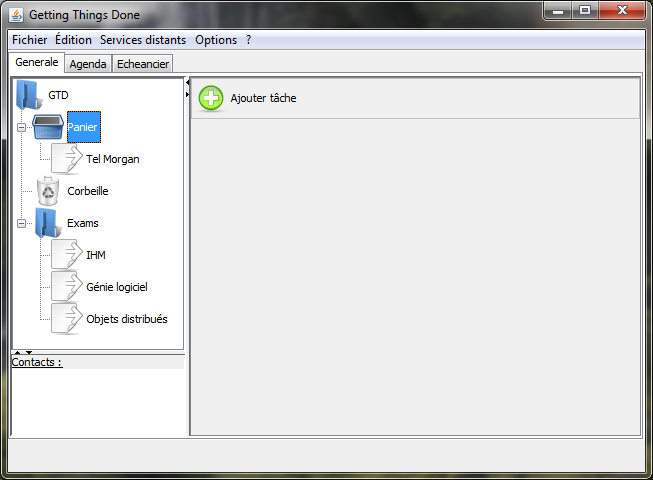 Getting Things Done
Fichier Édition Services distants Options ?
Generale Agenda Echeancier
GTD
Panier
Tel Morgan
Corbeille
Exams
IHM
Génie logiciel
Objets distribués
Contacts :
Ajouter tâche